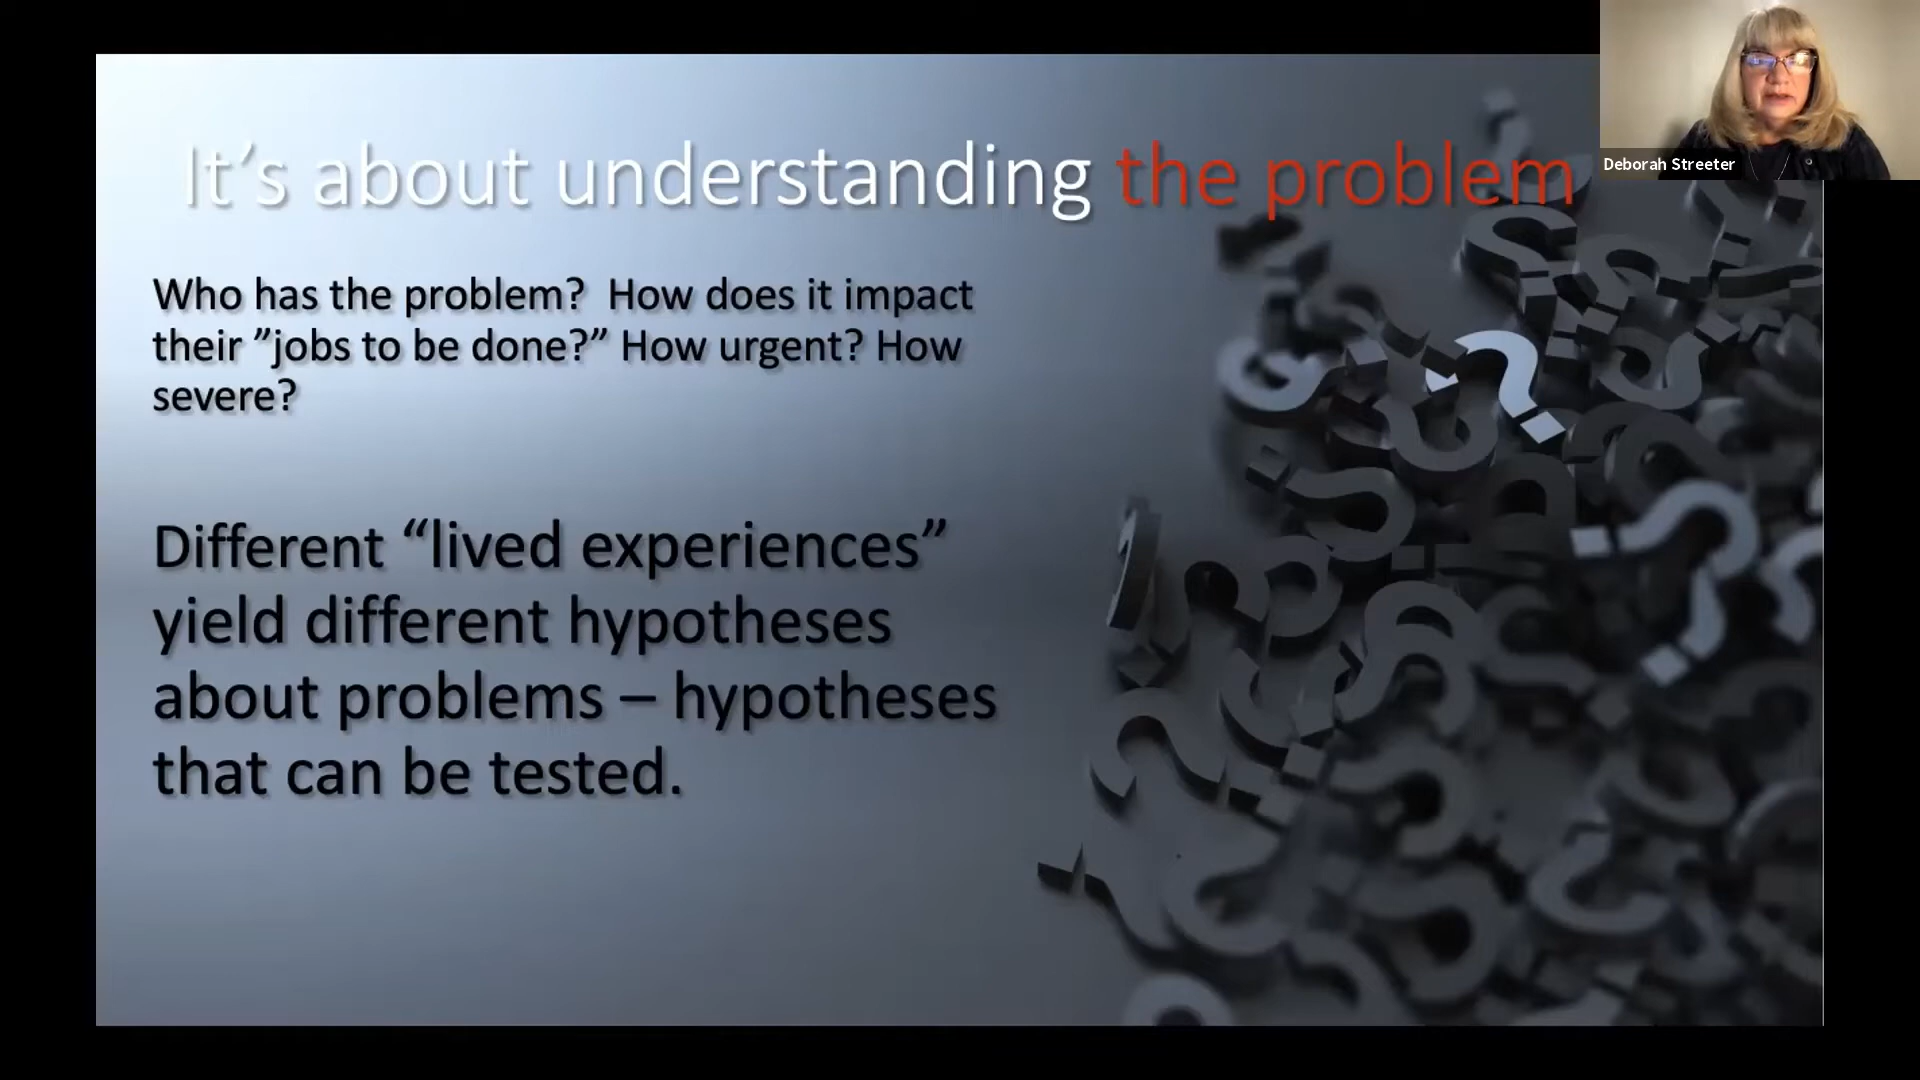 It’s about understanding the problem
Deborah Streeter
Who has the problem?  How does it impact
their ”jobs to be done?” How urgent? How
severe?
Different “lived experiences”
yield different hypotheses
about problems – hypotheses
that can be tested.